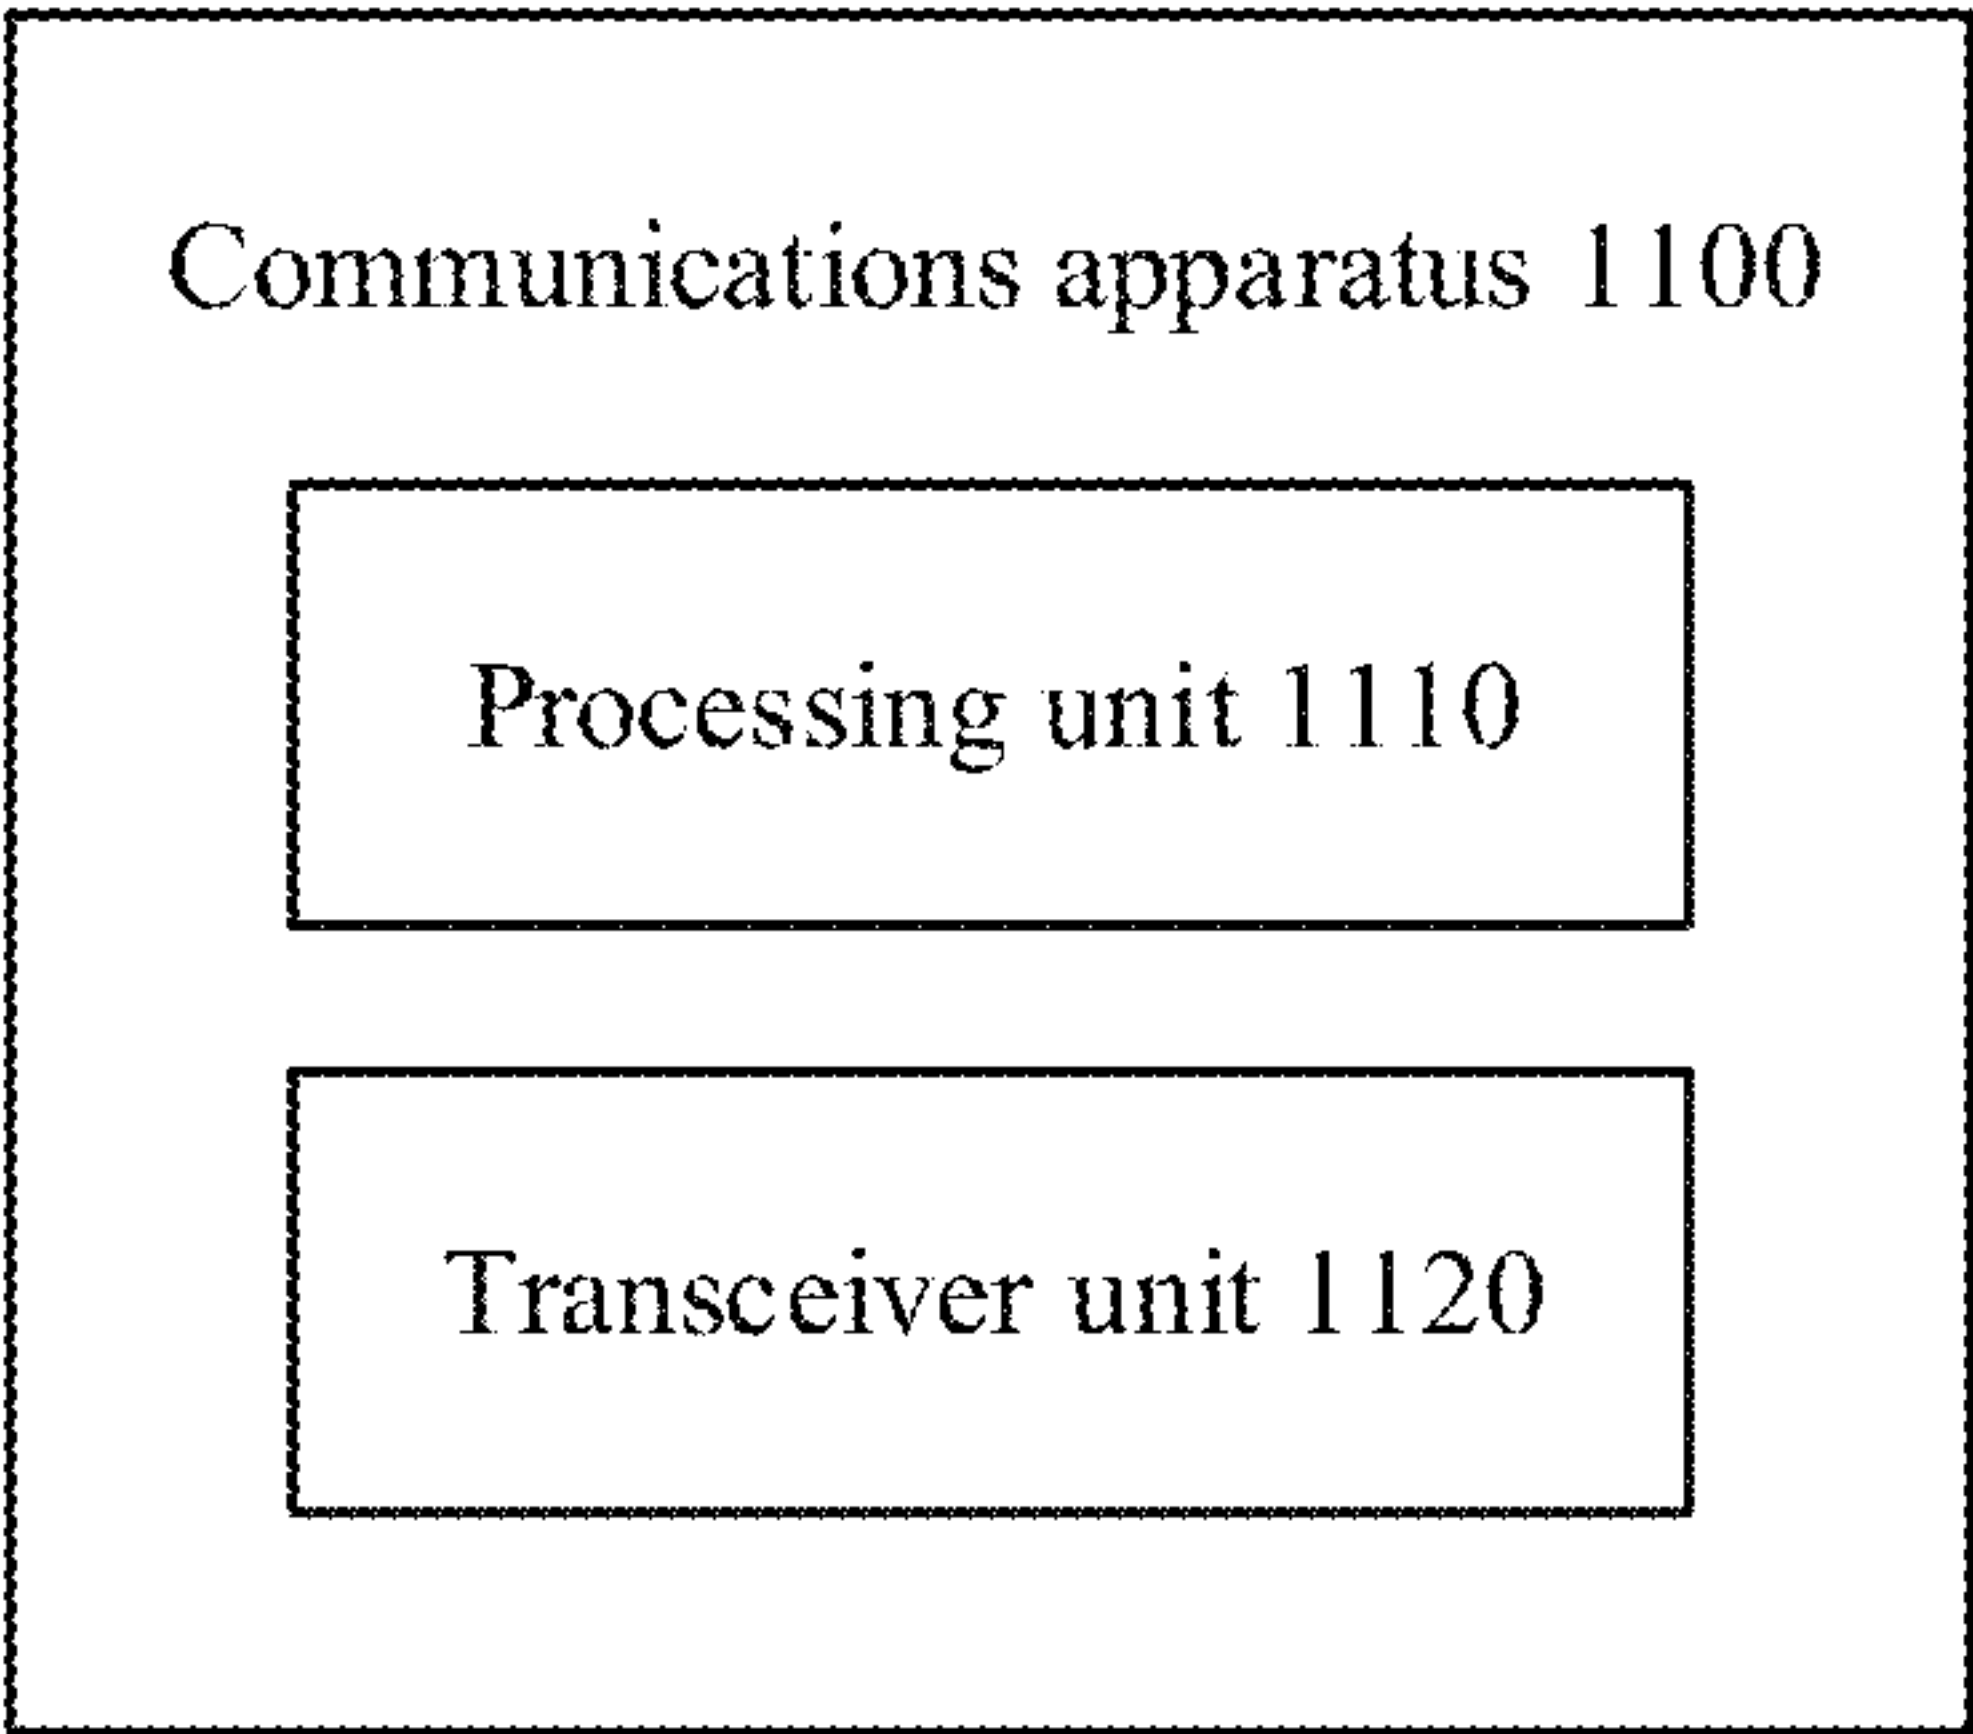 Communications apparatus 1100
Processing unit 1110
Transceiver unit 1120